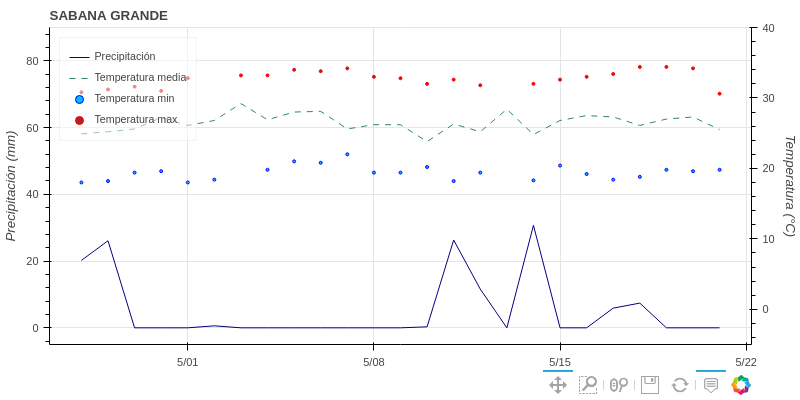 SABANA GRANDE
Precipitación
Temperatura media
Temperatura min
Temperatura max
Precipitación (mm)
80
60
40
20
0
Temperatura (°C)
40
30
20
10
0
5/01
5/08
5/15
5/22